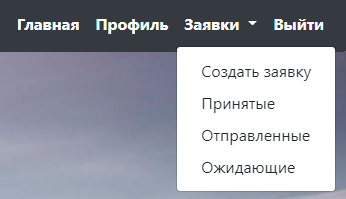 Главная Профиль Заявки Выйти
Создать заявку
Принятые
Отправленные
Ожидающие